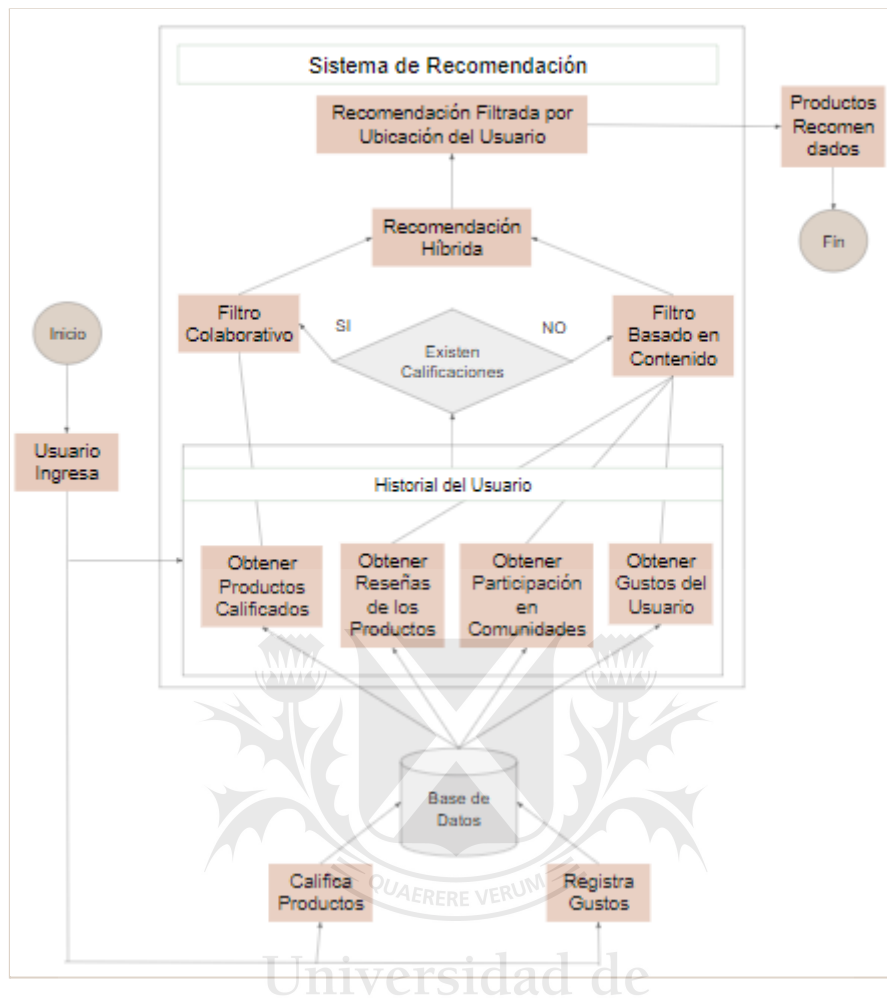 Sistema de Recomendación
Recomendación Filtrada por
Ubicación del Usuario
Productos
Recomen
dados
Recomendación
Híbrida
Fin
Inicio
Filtro
Colaborativo
SI
Existen
Calificaciones
NO
Filtro
Basado en
Contenido
Usuario
Ingresa
Historial del Usuario
Obtener
Productos
Calificados
Obtener
Reseñas
de los
Productos
Obtener
Participación
en
Comunidades
Obtener
Gustos del
Usuario
Base de
Datos
Califica
Productos
QUAERERE VERUM
Registra
Gustos
Universidad de